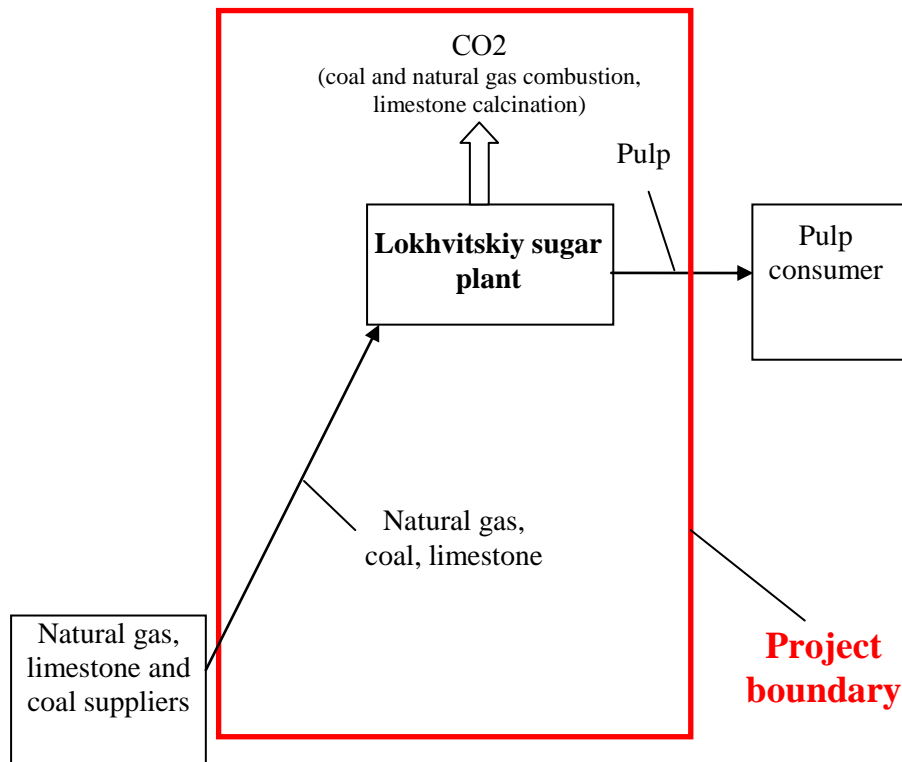 CO2
(coal and natural gas combustion,
limestone calcination)
Pulp
Lokhvitskiy sugar
plant
Pulp
consumer
Natural gas,
coal, limestone
Natural gas,
limestone and
coal suppliers
Project
boundary